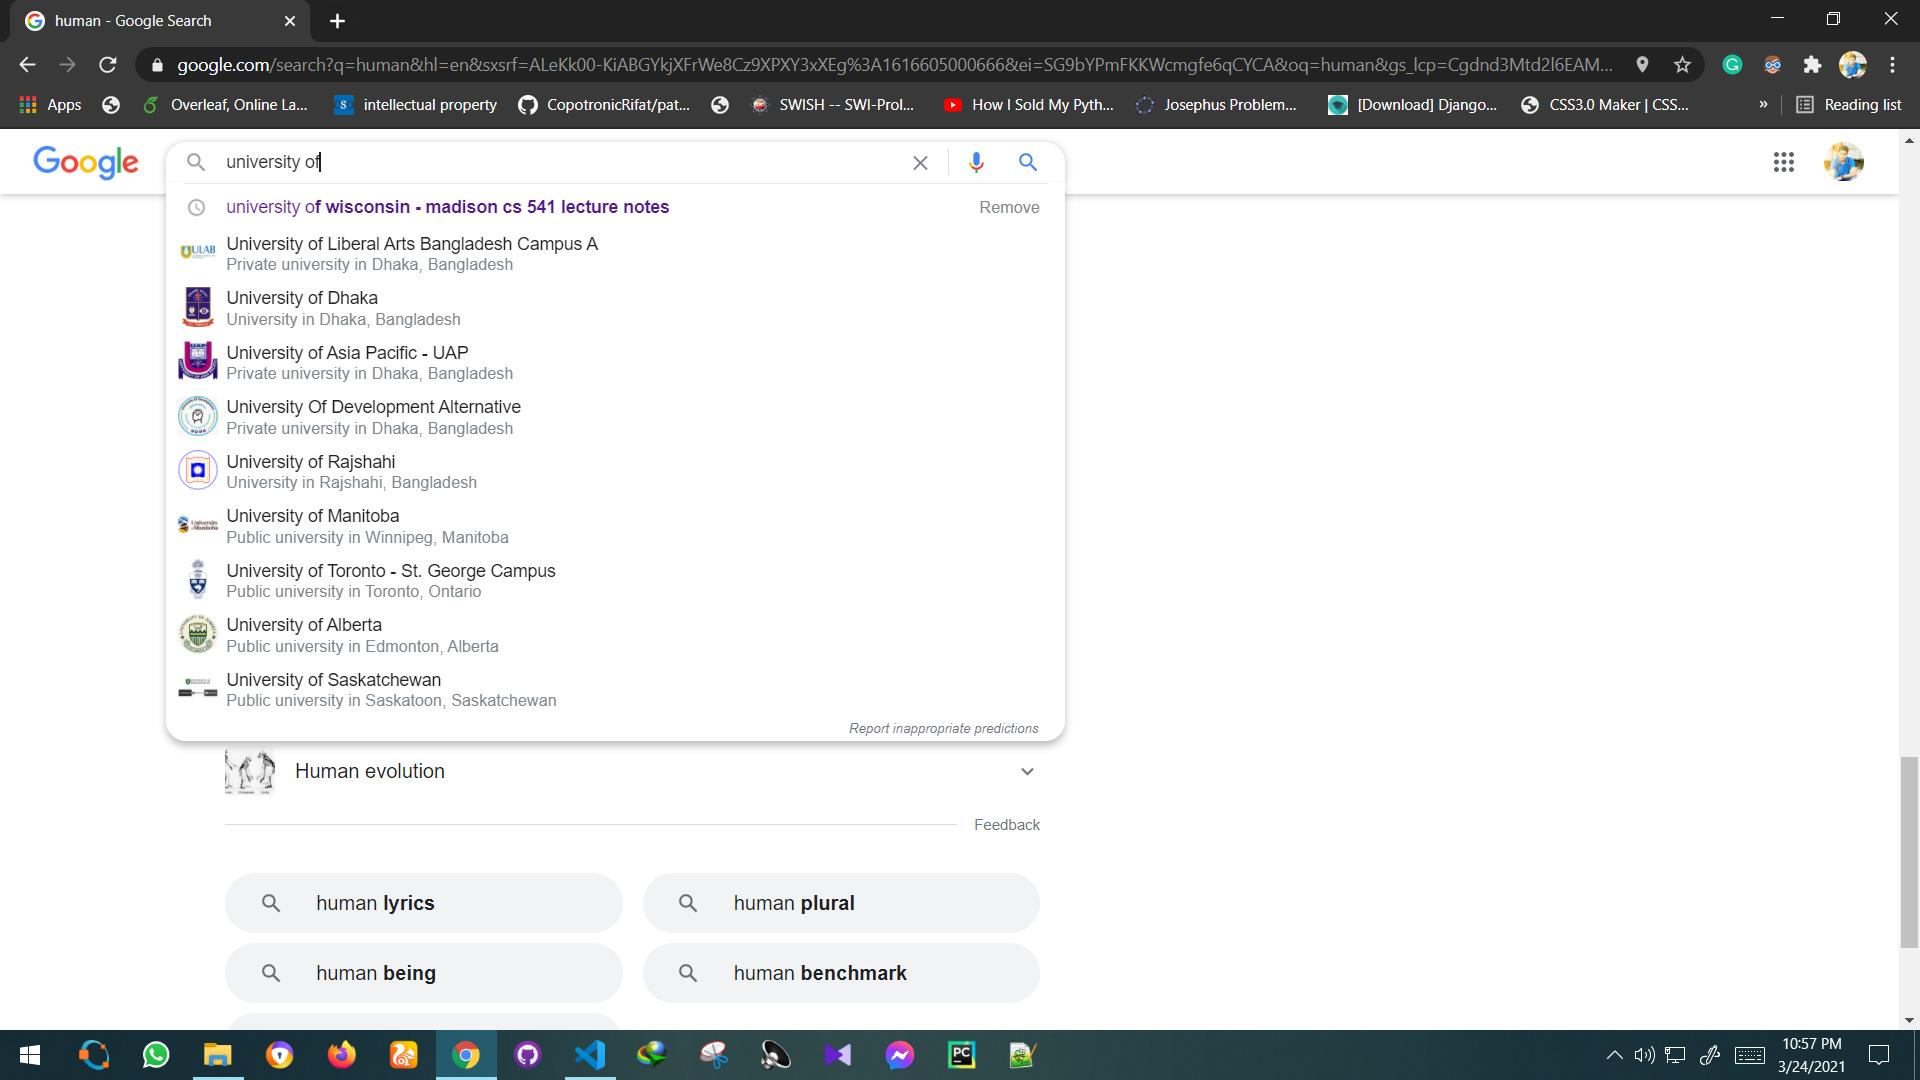 human - Google Search
google.com/search?q=human&hl=en&sxsrf=ALeKk00-KiABGYkjXFrWe8Cz9XPXY3xXEg%3A1616605000666&ei=SG9bYPmFKKWcmgfe6qCYCA&oq=human&gs_lcp=Cgdnd3Mtd2l6EAM...
Apps Overleaf, Online La... intellectual property CopotronicRifat/pat... SWISH -- SWI-Prol... How I Sold My Pyth... Josephus Problem... [Download] Django... CSS3.0 Maker | CSS... » Reading list
Google university of
university of wisconsin - madison cs 541 lecture notes Remove
ULAB
University of Liberal Arts Bangladesh Campus A
Private university in Dhaka, Bangladesh
University of Dhaka
University in Dhaka, Bangladesh
University of Asia Pacific - UAP
Private university in Dhaka, Bangladesh
University Of Development Alternative
Private university in Dhaka, Bangladesh
University of Rajshahi
University in Rajshahi, Bangladesh
University of Manitoba
Public university in Winnipeg, Manitoba
University of Toronto - St. George Campus
Public university in Toronto, Ontario
University of Alberta
Public university in Edmonton, Alberta
University of Saskatchewan
Public university in Saskatoon, Saskatchewan
Report inappropriate predictions
Human evolution
Feedback
human lyrics human plural
human being human benchmark
PC
10:57 PM
3/24/2021